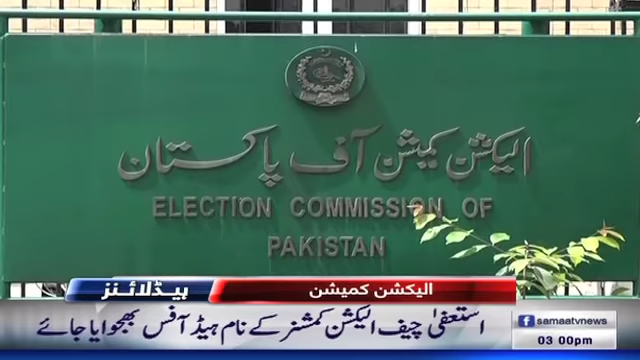 الیکشن کمیشن آف پاکستان
ELECTION COMMISSION OF
PAKISTAN
الیکشن کمیشن
ہیڈلائنز
استعفیٰ چیف الیکشن کمشنر کے نام ہیڈ آفس بھجوایا جائے
samaatvnews
03 00pm